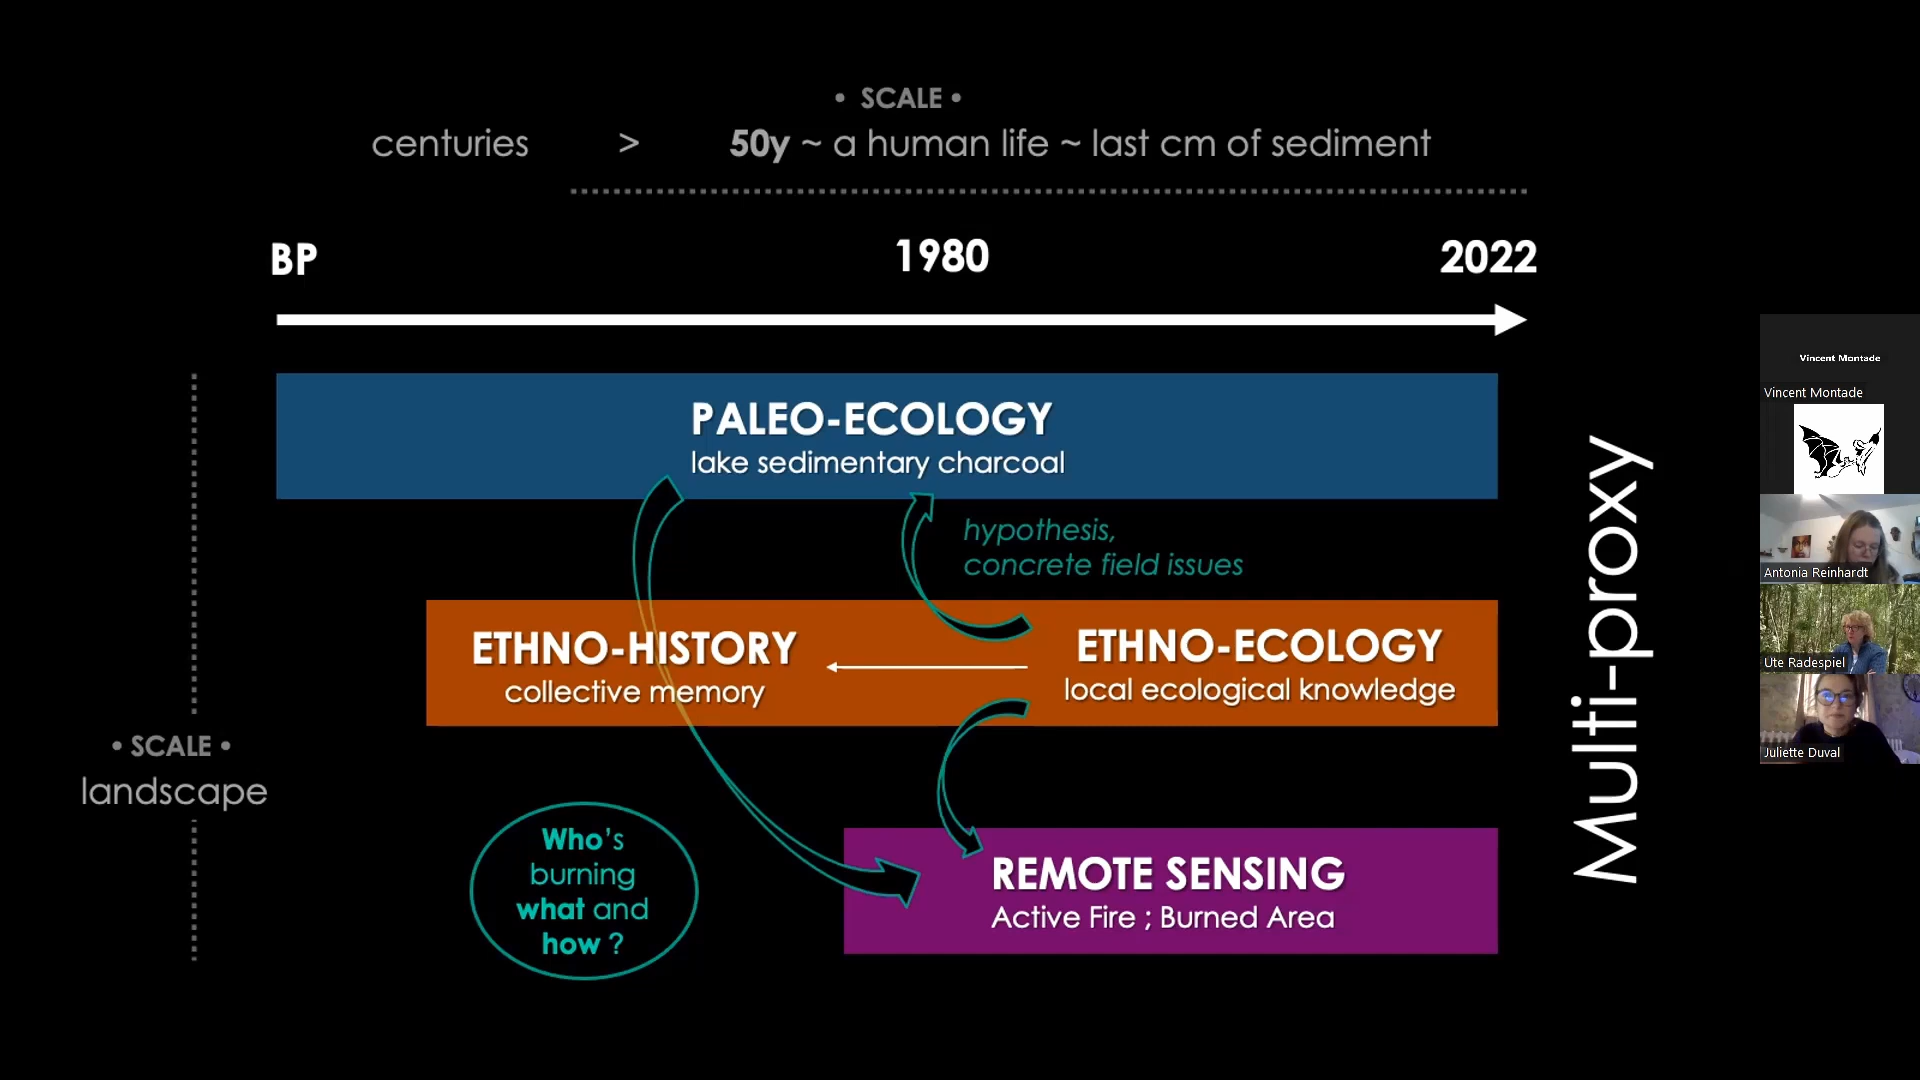 • SCALE •
centuries > 50y ~ a human life ~ last cm of sediment
BP 1980 2022
PALEO-ECOLOGY
lake sedimentary charcoal
hypothesis,
concrete field issues
ETHNO-HISTORY
collective memory
ETHNO-ECOLOGY
local ecological knowledge
• SCALE •
landscape
Who's
burning
what and
how ?
REMOTE SENSING
Active Fire ; Burned Area
Multi-proxy
Vincent Montade
Vincent Montade
Antonia Reinhardt
Ute Radespiel
Juliette Duval